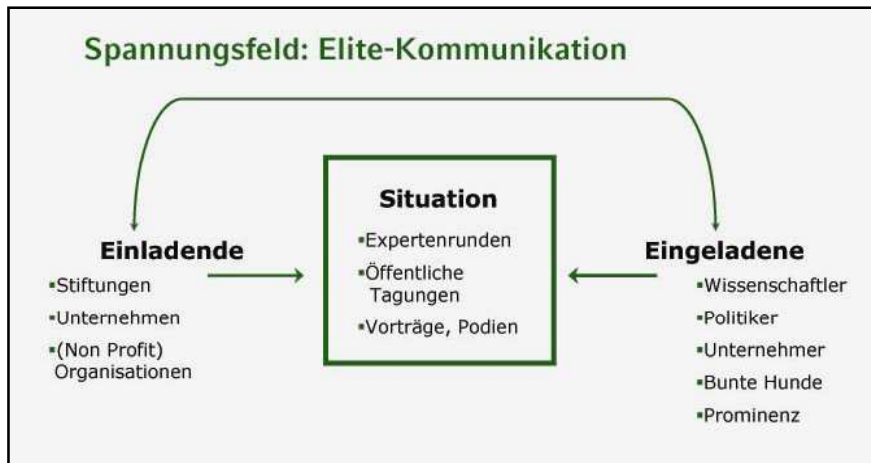 Spannungsfeld: Elite-Kommunikation
Einladende
▪Stiftungen
▪Unternehmen
▪(Non Profit)
Organisationen
Situation
▪Expertenrunden
▪Öffentliche
Tagungen
▪Vorträge, Podien
Eingeladene
▪Wissenschaftler
▪Politiker
▪Unternehmer
▪Bunte Hunde
▪Prominenz